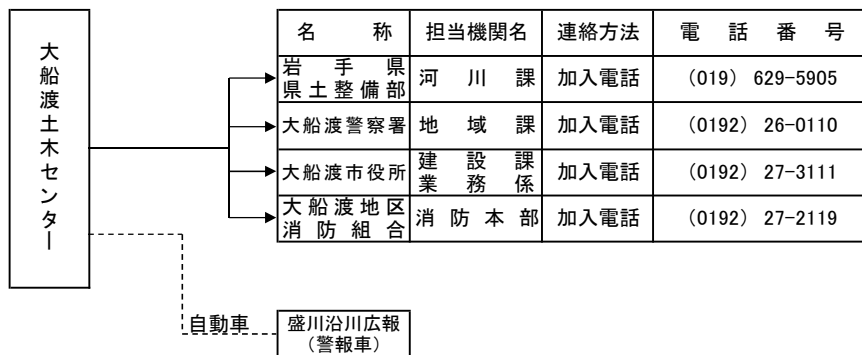 大船渡土木センター
名称 担当機関名 連絡方法 電話番号
岩手県
県土整備部 河川課 加入電話 (019) 629-5905
大船渡警察署 地域課 加入電話 (0192) 26-0110
大船渡市役所 建設課
業務係 加入電話 (0192) 27-3111
大船渡地区
消防組合 消防本部 加入電話 (0192) 27-2119
自動車
盛川沿川広報
(警報車)